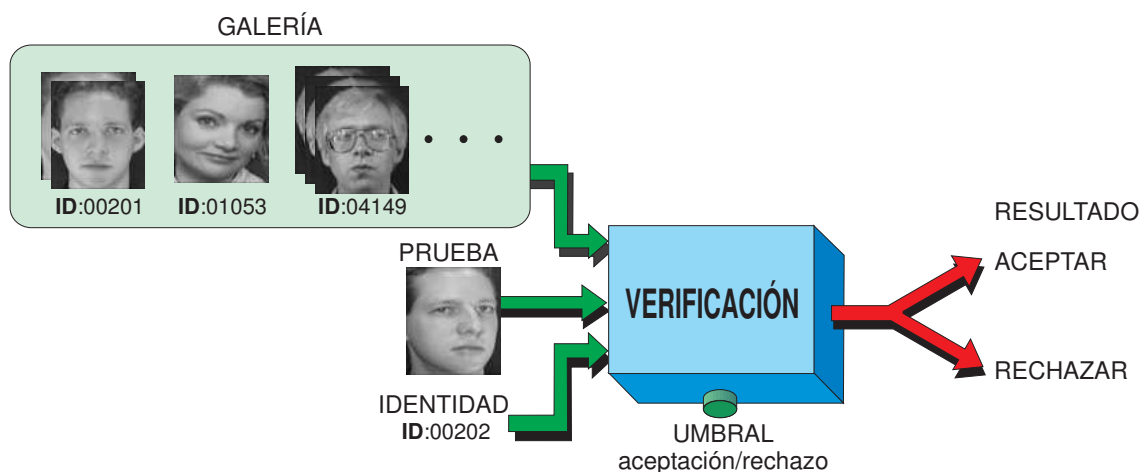 GALERÍA
ID:00201
ID:01053
ID:04149
PRUEBA
IDENTIDAD
ID:00202
VERIFICACIÓN
UMBRAL
aceptación/rechazo
RESULTADO
ACEPTAR
RECHAZAR